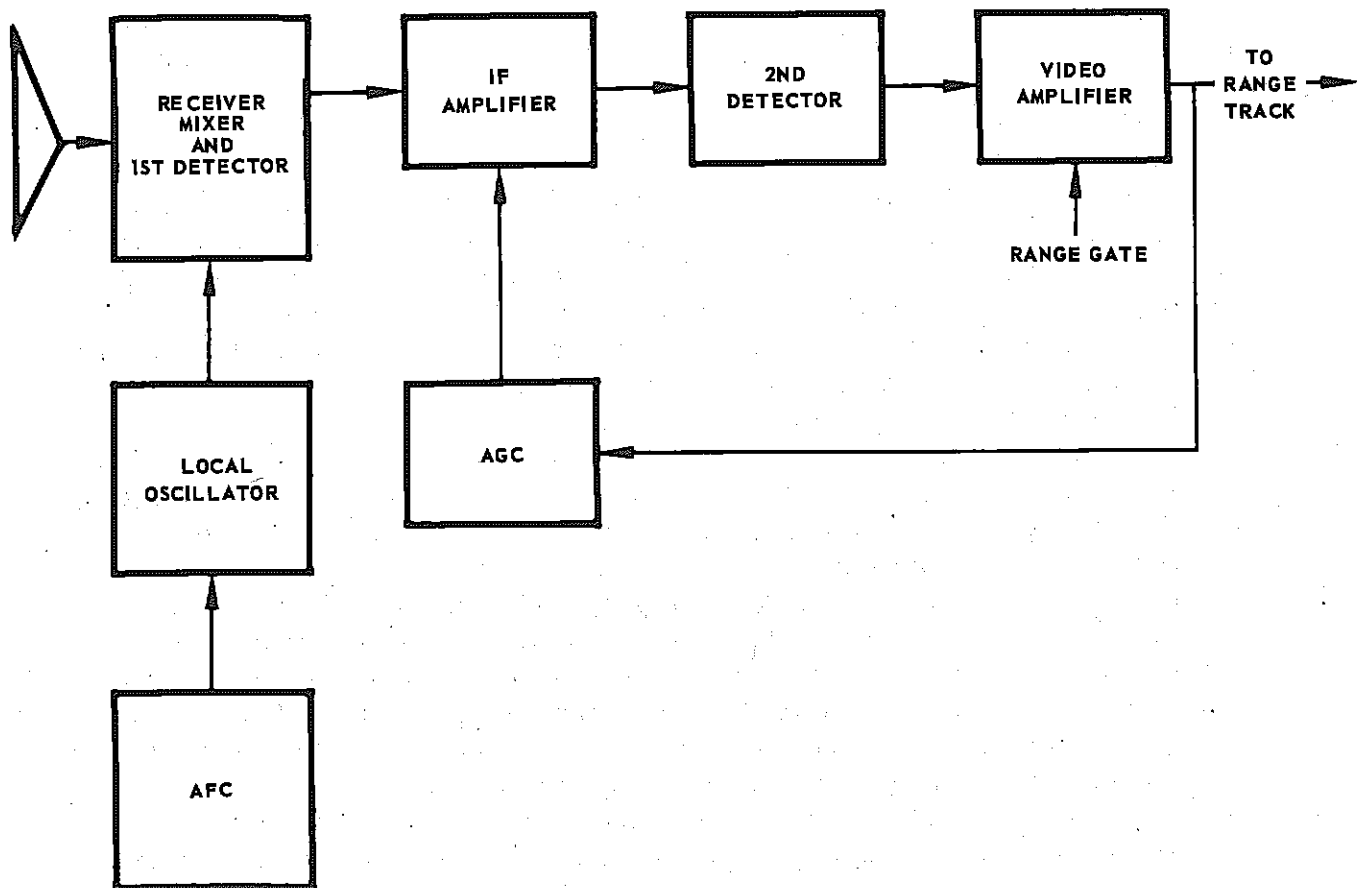 RECEIVER
MIXER
AND
1ST DETECTOR
IF
AMPLIFIER
2ND
DETECTOR
VIDEO
AMPLIFIER
TO
RANGE
TRACK
RANGE GATE
AGC
LOCAL
OSCILLATOR
AFC